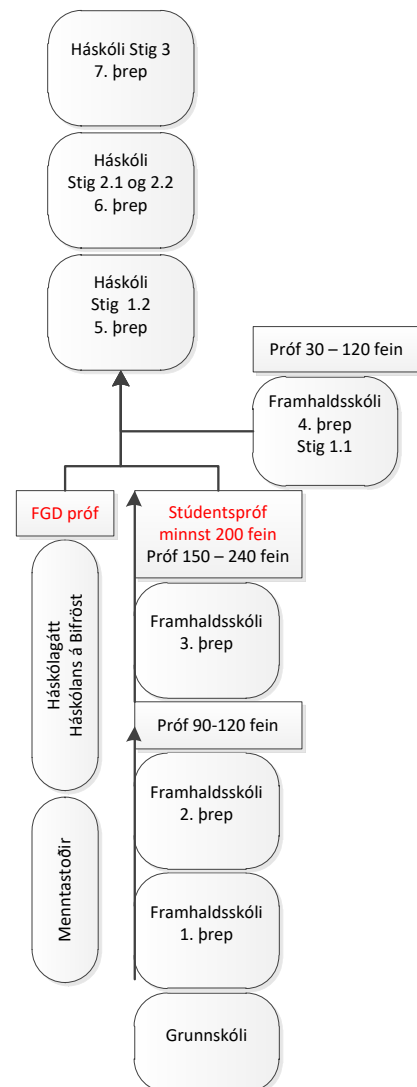 Háskóli Stig 3
7. þrep
Háskóli
Stig 2.1 og 2.2
6. þrep
Háskóli
Stig 1.2
5. þrep
Próf 30 – 120 fein
Framhaldsskóli
4. þrep
Stig 1.1
FGD próf
Stúdentspróf
minnst 200 fein
Próf 150 – 240 fein
Háskólagátt
Háskólans á Bifröst
Framhaldsskóli
3. þrep
Próf 90-120 fein
Framhaldsskóli
2. þrep
Menntastoðir
Framhaldsskóli
1. þrep
Grunnskóli